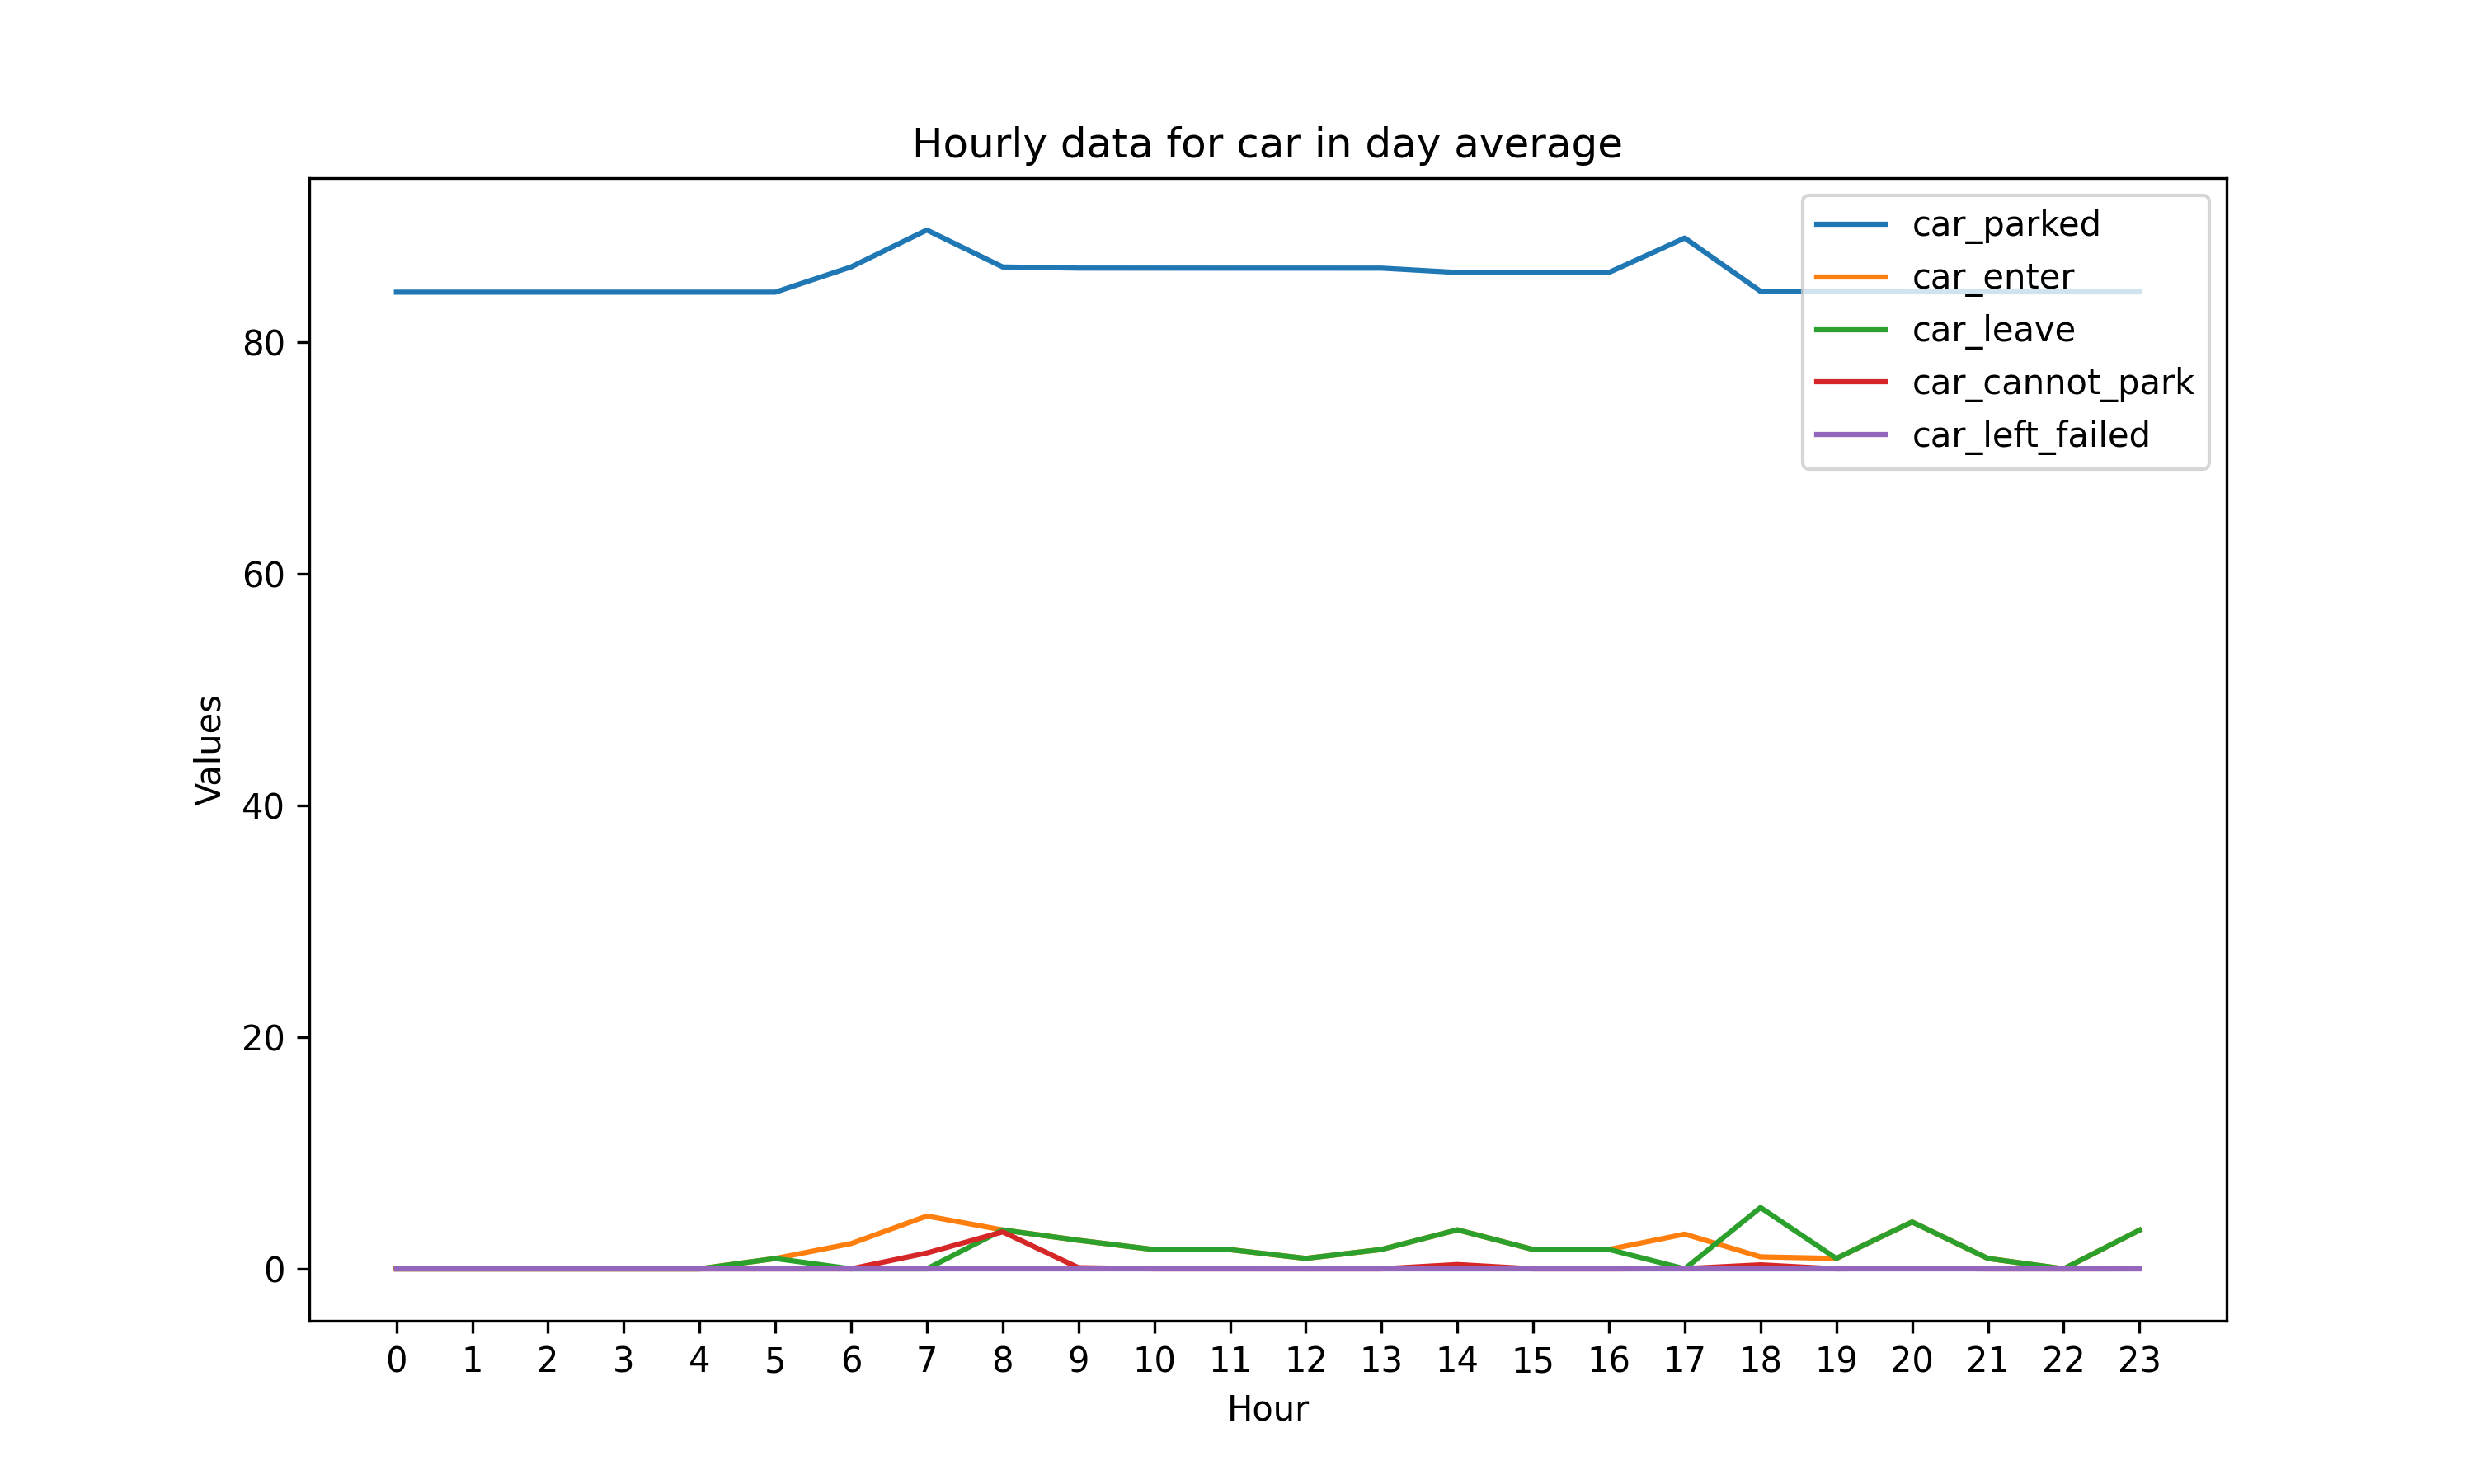 Hourly data for car in day average
car_parked
car_enter
car_leave
car_cannot_park
car_left_failed
80
60
40
20
0
Values
0 1 2 3 4 5 6 7 8 9 10 11 12 13 14 15 16 17 18 19 20 21 22 23
Hour